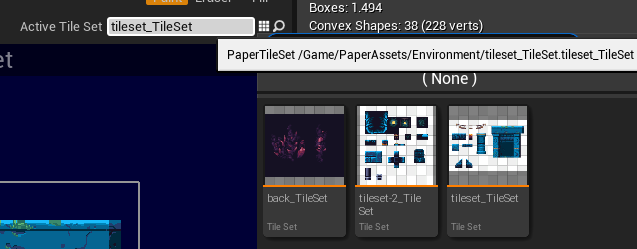 Paint Eraser Fill
Boxes: 1.494
Active Tile Set tileset_TileSet
Convex Shapes: 38 (228 verts)
et
PaperTileSet /Game/PaperAssets/Environment/tileset_TileSet.tileset_TileSet
( None )
back_TileSet
tileset-2_Tile
Set
tileset_TileSet
Tile Set
Tile Set
Tile Set